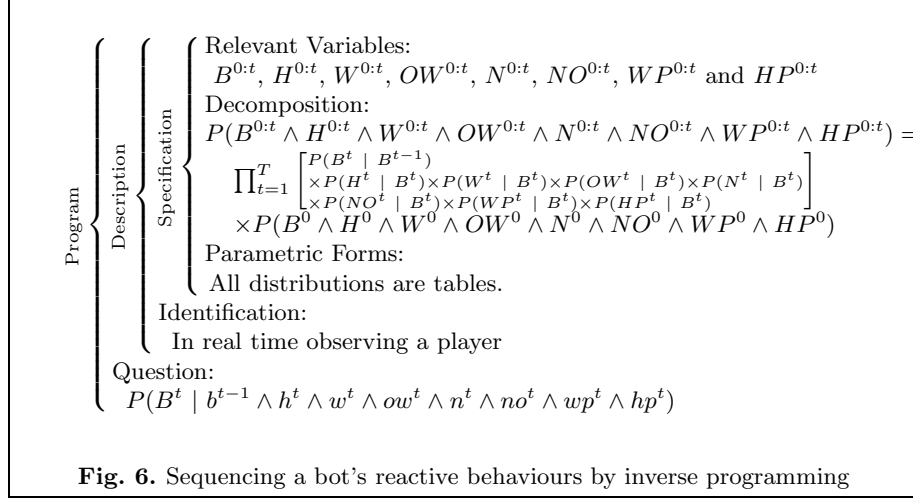 Program
Description
Specification
Relevant Variables:
B^{0:t}, H^{0:t}, W^{0:t}, OW^{0:t}, N^{0:t}, NO^{0:t}, WP^{0:t} and HP^{0:t}
Decomposition:
P(B^{0:t} ∧ H^{0:t} ∧ W^{0:t} ∧ OW^{0:t} ∧ N^{0:t} ∧ NO^{0:t} ∧ WP^{0:t} ∧ HP^{0:t}) =
∏_{t=1}^{T} [P(B^t | B^{t−1})
×P(H^t | B^t)×P(W^t | B^t)×P(OW^t | B^t)×P(N^t | B^t)
×P(NO^t | B^t)×P(WP^t | B^t)×P(HP^t | B^t)]
×P(B^0 ∧ H^0 ∧ W^0 ∧ OW^0 ∧ N^0 ∧ NO^0 ∧ WP^0 ∧ HP^0)
Parametric Forms:
All distributions are tables.
Identification:
In real time observing a player
Question:
P(B^t | b^{t−1} ∧ h^t ∧ w^t ∧ ow^t ∧ n^t ∧ no^t ∧ wp^t ∧ hp^t)
Fig. 6. Sequencing a bot's reactive behaviours by inverse programming